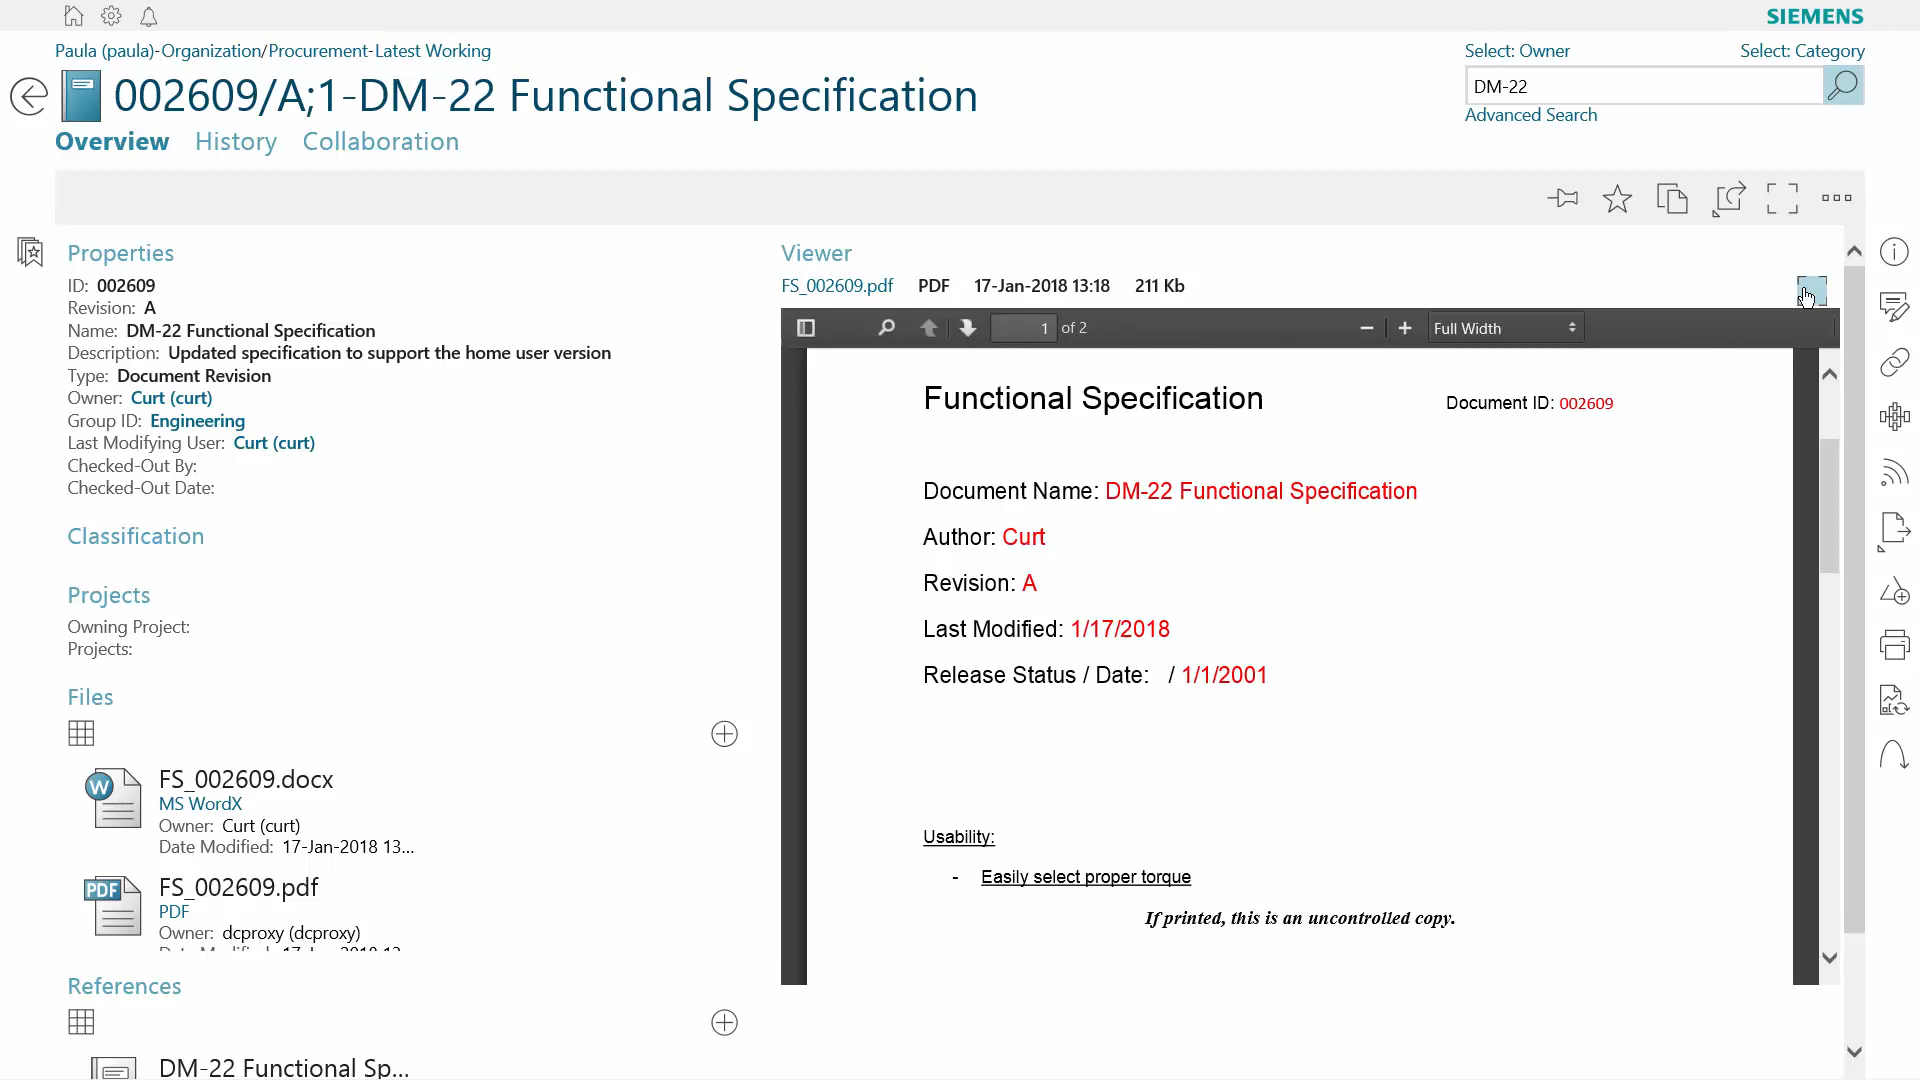 SIEMENS
Paula (paula)-Organization/Procurement-Latest Working
Select: Owner
Select: Category
002609/A;1-DM-22 Functional Specification
DM-22
Advanced Search
Overview History Collaboration
Properties
ID: 002609
Revision: A
Name: DM-22 Functional Specification
Description: Updated specification to support the home user version
Type: Document Revision
Owner: Curt (curt)
Group ID: Engineering
Last Modifying User: Curt (curt)
Checked-Out By:
Checked-Out Date:
Classification
Projects
Owning Project:
Projects:
Files
W
FS_002609.docx
MS WordX
Owner: Curt (curt)
Date Modified: 17-Jan-2018 13...
PDF
FS_002609.pdf
PDF
Owner: dcproxy (dcproxy)
References
DM-22 Functional Sp...
Viewer
FS_002609.pdf PDF 17-Jan-2018 13:18 211 Kb
1 of 2
Full Width
Functional Specification
Document ID: 002609
Document Name: DM-22 Functional Specification
Author: Curt
Revision: A
Last Modified: 1/17/2018
Release Status / Date: / 1/1/2001
Usability:
- Easily select proper torque
If printed, this is an uncontrolled copy.